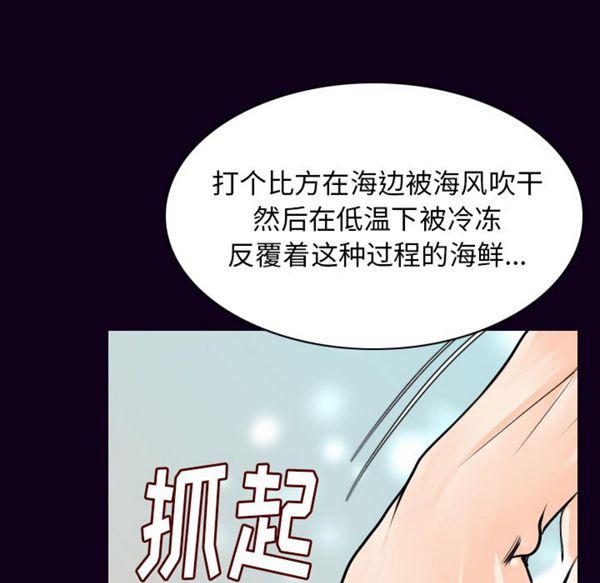 打个比方在海边被海风吹干
然后在低温下被冷冻
反覆着这种过程的海鲜...
抓起